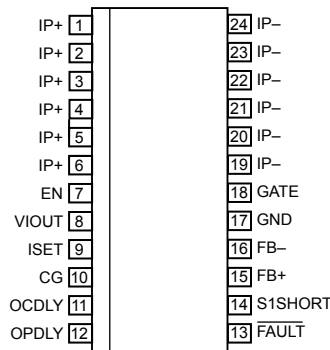 IP+ 1 24 IP–
IP+ 2 23 IP–
IP+ 3 22 IP–
IP+ 4 21 IP–
IP+ 5 20 IP–
IP+ 6 19 IP–
EN 7 18 GATE
VIOUT 8 17 GND
ISET 9 16 FB–
CG 10 15 FB+
OCDLY 11 14 S1SHORT
OPDLY 12 13 FAULT